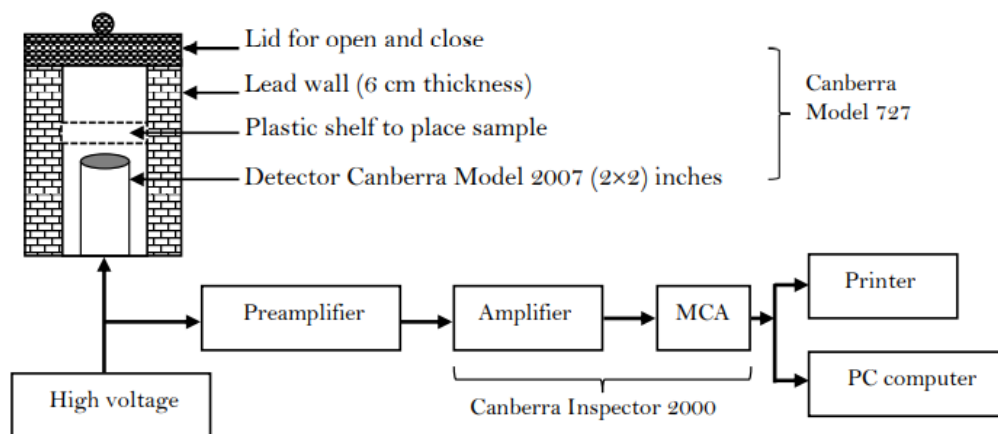 Lid for open and close
Lead wall (6 cm thickness)
Canberra
Model 727
Plastic shelf to place sample
Detector Canberra Model 2007 (2×2) inches
Preamplifier
Amplifier
MCA
Printer
High voltage
Canberra Inspector 2000
PC computer